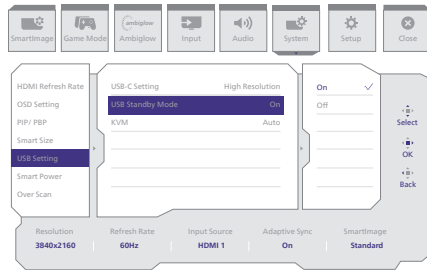 SmartImage
Game Mode
ambiglow
Ambiglow
Input
Audio
System
Setup
Close
HDMI Refresh Rate
OSD Setting
PIP/ PBP
Smart Size
USB Setting
Smart Power
Over Scan
USB-C Setting High Resolution
USB Standby Mode On
KVM Auto
On
Off
Select
OK
Back
Resolution Refresh Rate Input Source Adaptive Sync SmartImage
3840x2160 60Hz HDMI 1 On Standard